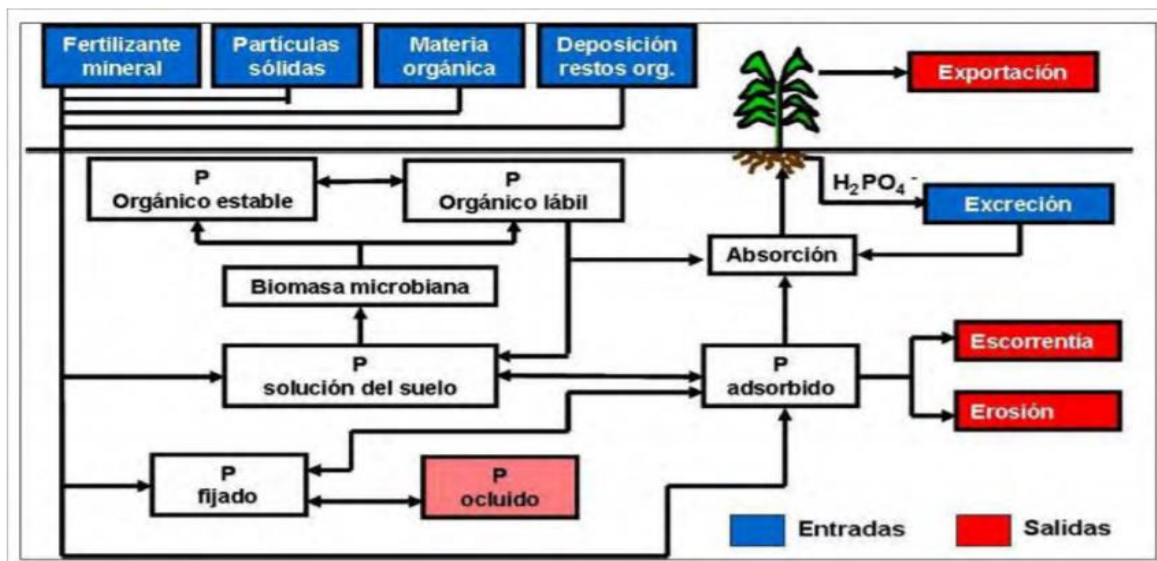 Fertilizante
mineral
Partículas
sólidas
Materia
orgánica
Deposición
restos org.
Exportación
P
Orgánico estable
P
Orgánico lábil
H₂PO₄⁻
Excreción
Absorción
Biomasa microbiana
P
solución del suelo
P
adsorbido
Escorrentía
Erosión
P
fijado
P
ocluido
Entradas
Salidas